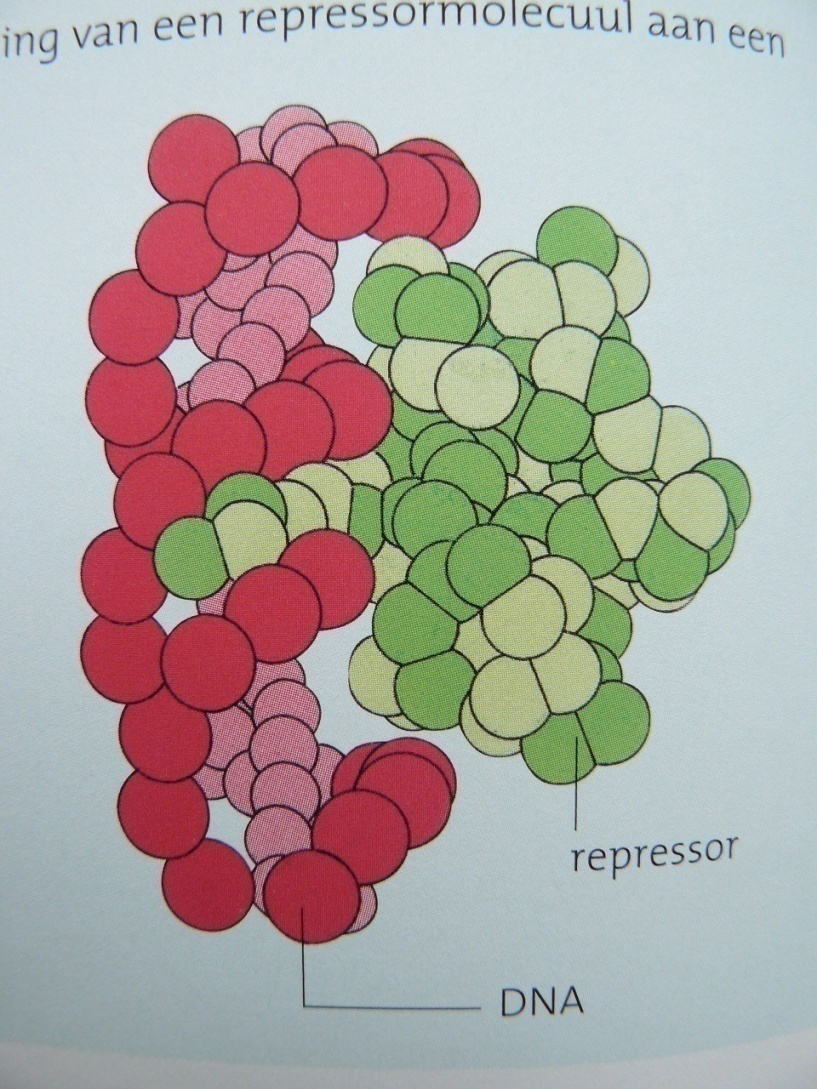 ing van een repressormolecuul aan een
repressor
DNA